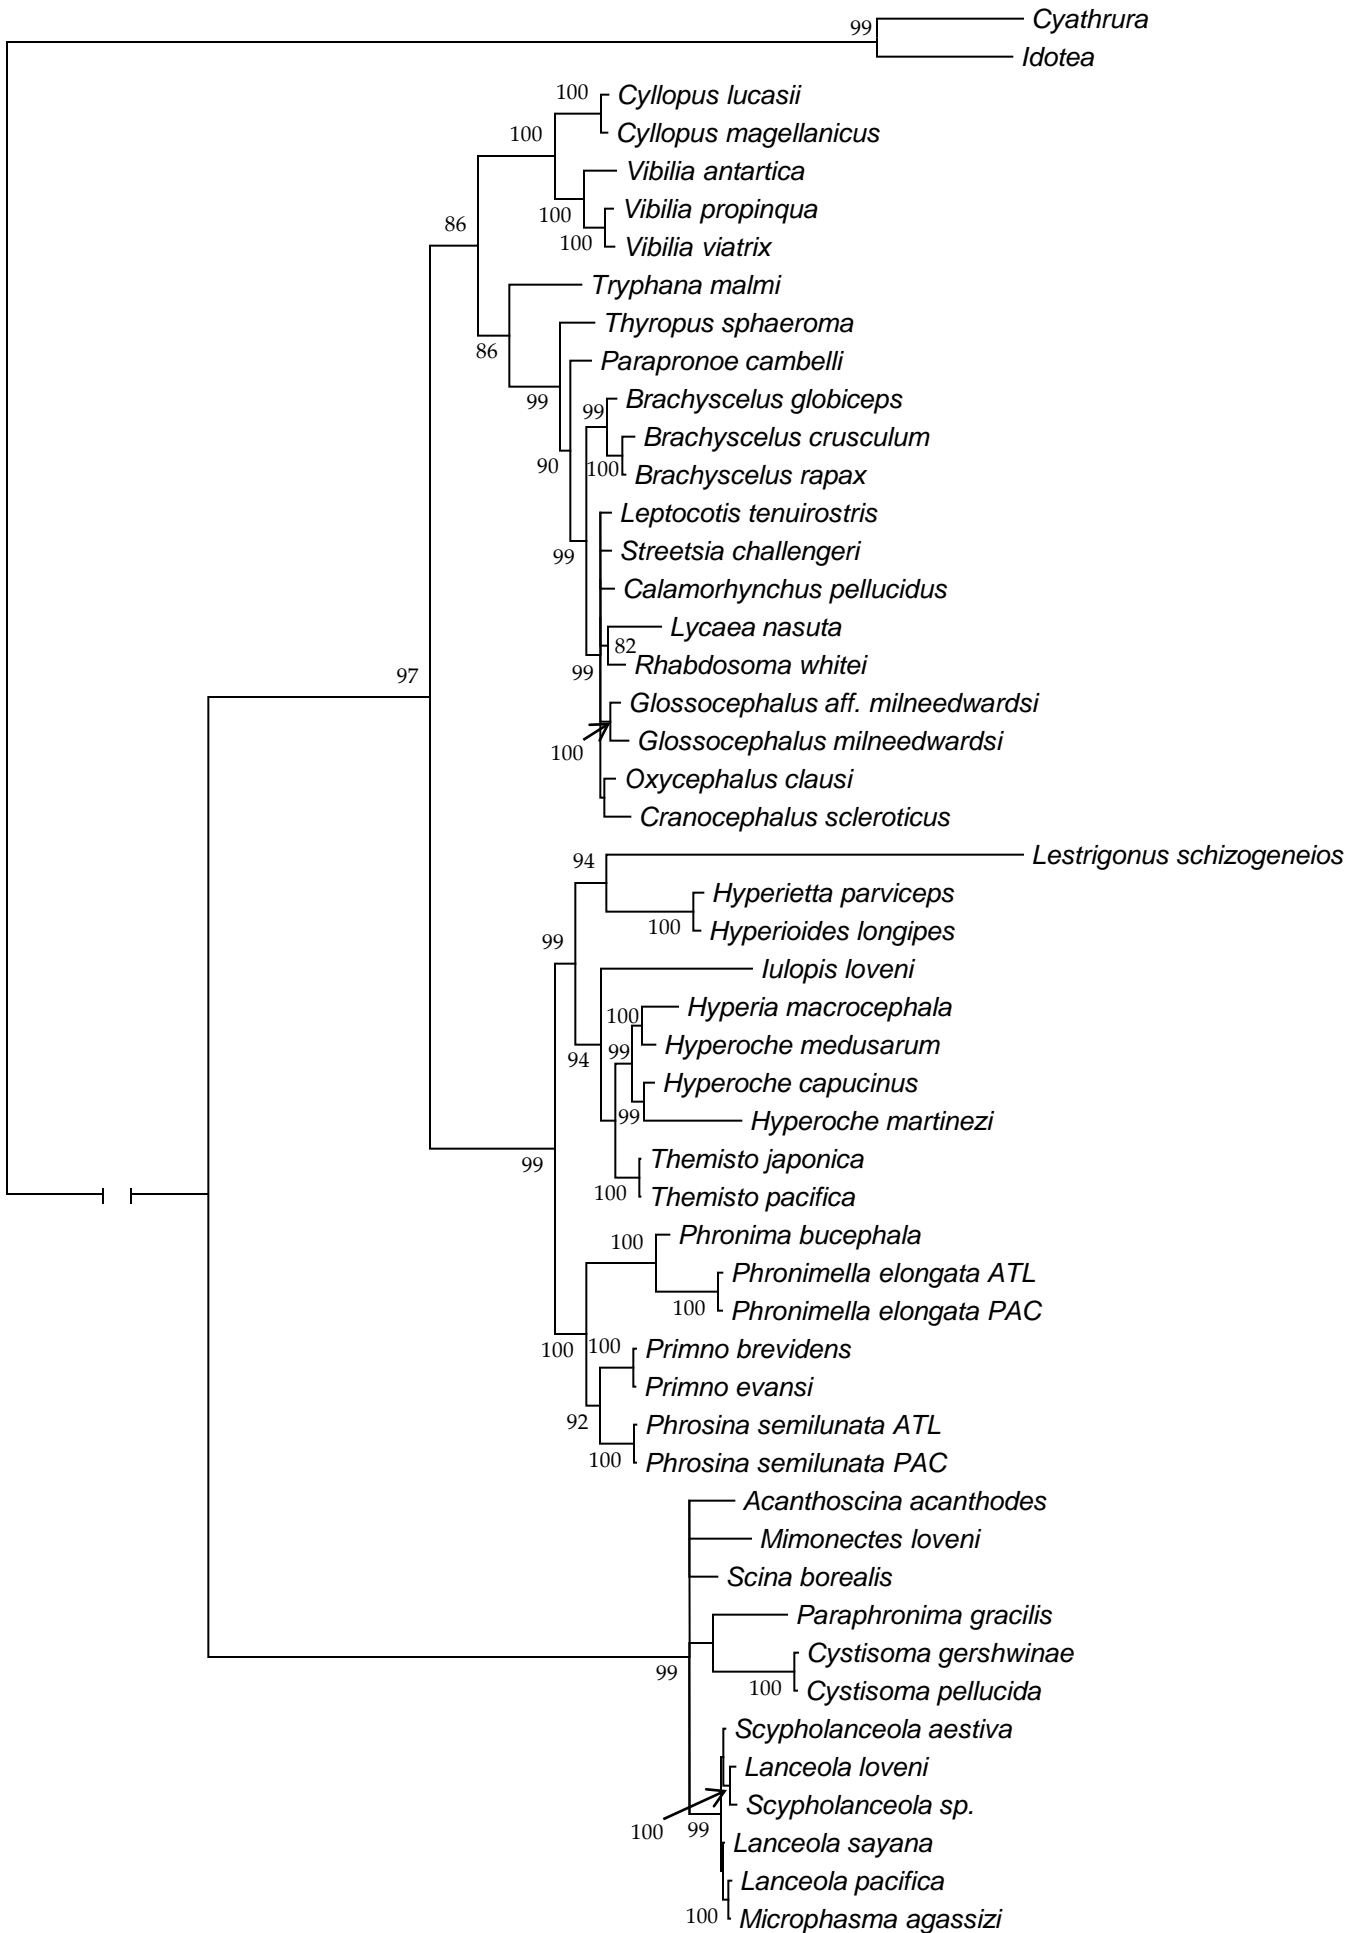 99
Cyathrura
Idotea
100
Cyllopus lucasii
100
Cyllopus magellanicus
Vibilia antartica
100
Vibilia propinqua
86
100
Vibilia viatrix
Tryphana malmi
Thyropus sphaeroma
86
Parapronoe cambelli
99
99
Brachyscelus globiceps
Brachyscelus crusculum
90
100
Brachyscelus rapax
Leptocotis tenuirostris
99
Streetsia challengeri
Calamorhynchus pellucidus
Lycaea nasuta
82
97
99
Rhabdosoma whitei
Glossocephalus aff. milneedwardsi
100
Glossocephalus milneedwardsi
Oxycephalus clausi
Cranocephalus scleroticus
94
Lestrigonus schizogeneios
Hyperietta parviceps
100
Hyperioides longipes
99
Iulopis loveni
100
Hyperia macrocephala
99
Hyperoche medusarum
94
Hyperoche capucinus
99
Hyperoche martinezi
99
Themisto japonica
100
Themisto pacifica
100
Phronima bucephala
Phronimella elongata ATL
100
Phronimella elongata PAC
100
100
Primno brevidens
Primno evansi
92
Phrosina semilunata ATL
100
Phrosina semilunata PAC
Acanthoscina acanthodes
Mimonectes loveni
Scina borealis
Paraphronima gracilis
99
Cystisoma gershwinae
100
Cystisoma pellucida
Scypholanceola aestiva
Lanceola loveni
Scypholanceola sp.
100
99
Lanceola sayana
Lanceola pacifica
100
Microphasma agassizi